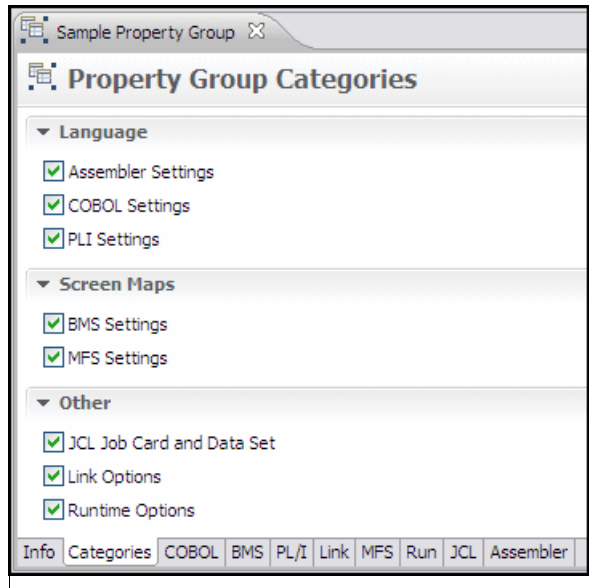 Sample Property Group
Property Group Categories
Language
Assembler Settings
COBOL Settings
PLI Settings
Screen Maps
BMS Settings
MFS Settings
Other
JCL Job Card and Data Set
Link Options
Runtime Options
Info Categories COBOL BMS PL/I Link MFS Run JCL Assembler